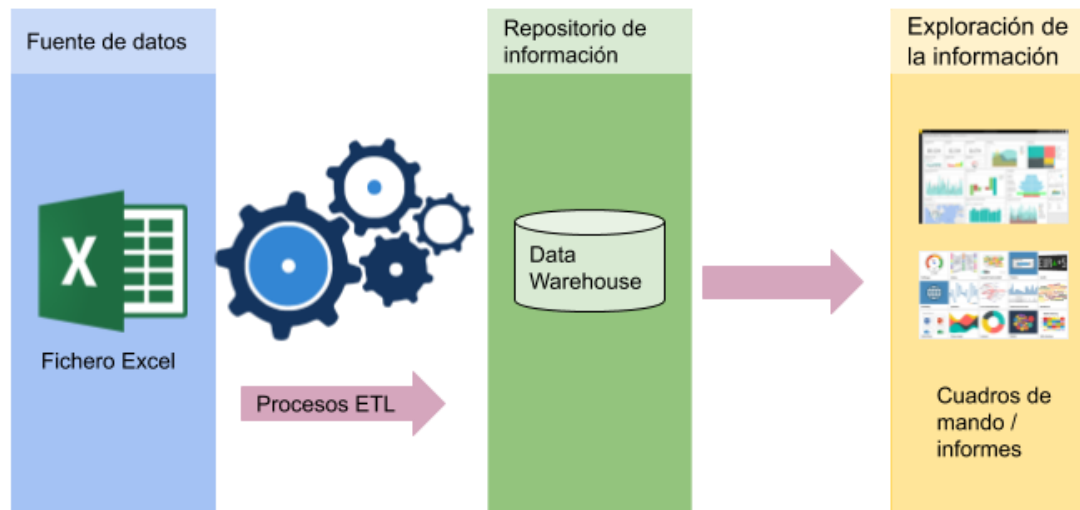 Fuente de datos
X
Fichero Excel
Procesos ETL
Repositorio de
información
Data
Warehouse
Exploración de
la información
Cuadros de
mando /
informes